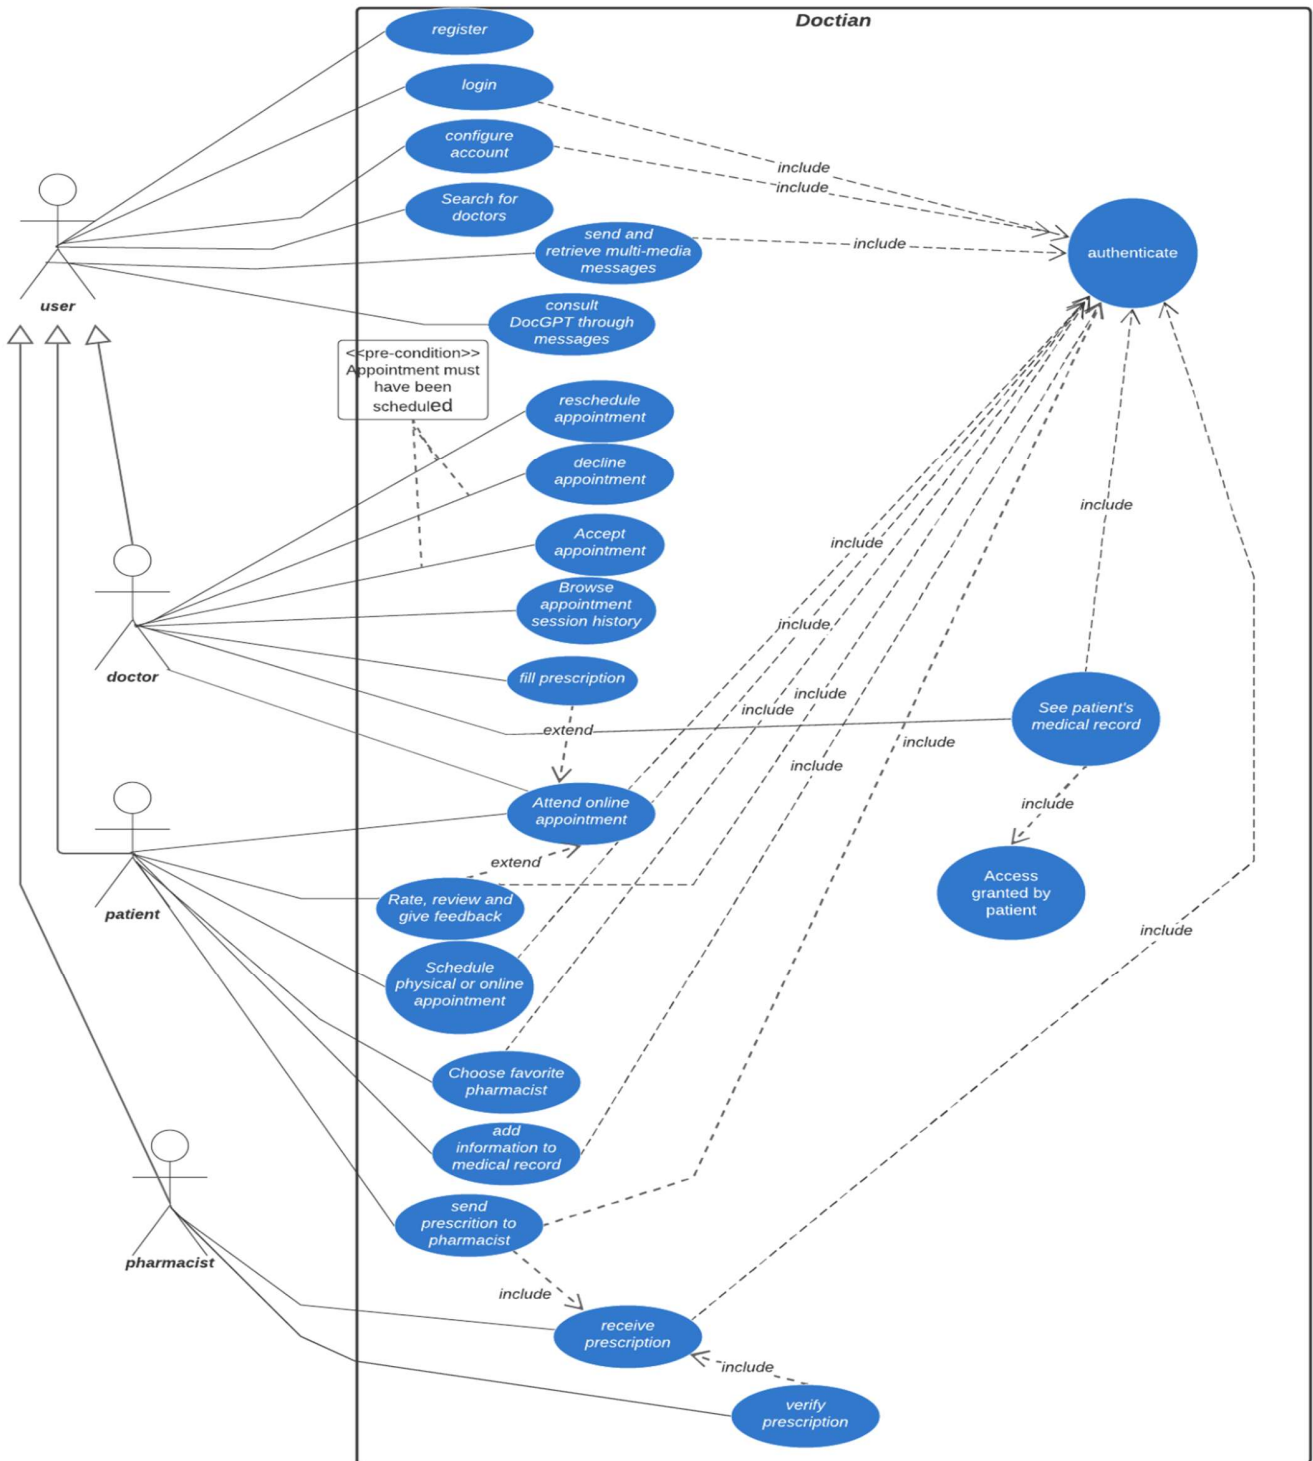 Doctian
register
login
configure
account
include
include
Search for
doctors
send and
retrieve multi-media
messages
include
authenticate
user
consult
DocGPT through
messages
<<pre-condition>>
Appointment must
have been
scheduled
reschedule
appointment
decline
appointment
include
Accept
appointment
include
Browse
appointment
session history
include
doctor
fill prescription
include
include
See patient's
medical record
extend
include
include
Attend online
appointment
include
extend
Access
granted by
patient
patient
Rate, review and
give feedback
include
Schedule
physical or online
appointment
Choose favorite
pharmacist
add
information to
medical record
send
prescrition to
pharmacist
pharmacist
include
receive
prescription
include
verify
prescription